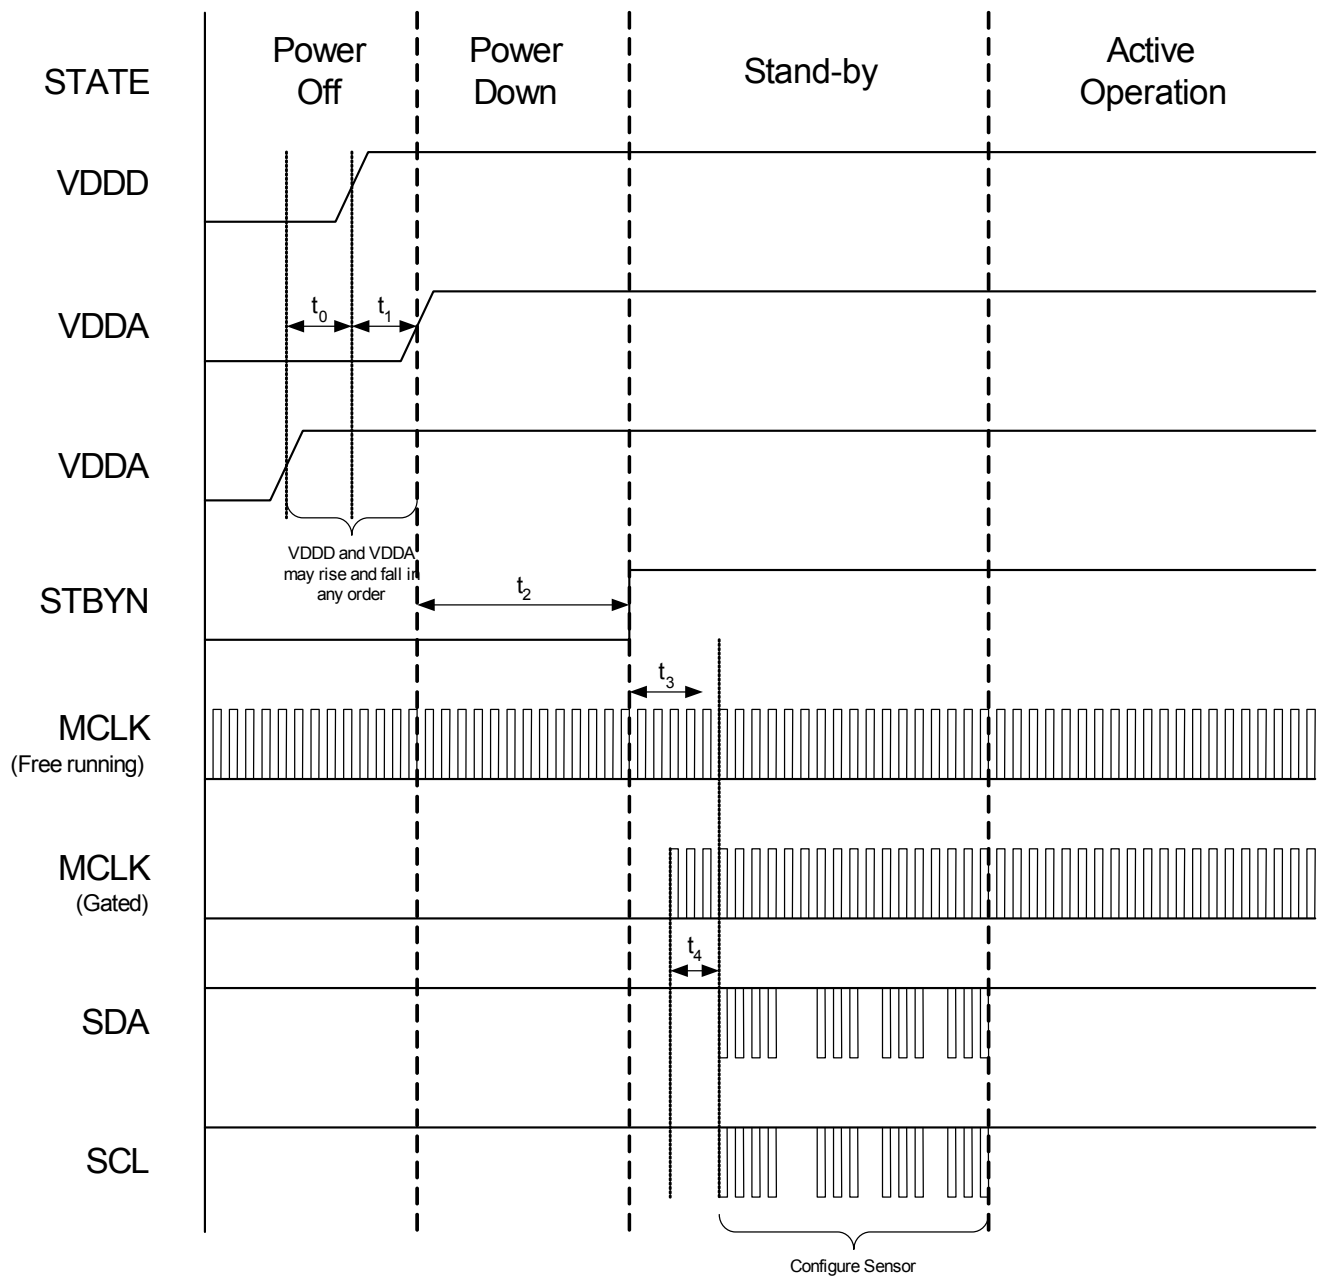 STATE
Power
Off
Power
Down
Stand-by
Active
Operation
VDDD
t0
t1
VDDA
VDDA
VDDD and VDDA
may rise and fall in
any order
STBYN
t2
t3
MCLK
(Free running)
MCLK
(Gated)
t4
SDA
SCL
Configure Sensor